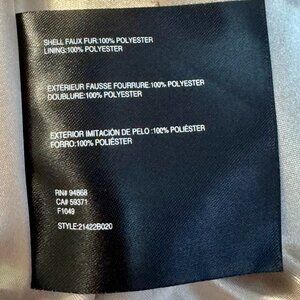 SHELL FAUX FUR:100% POLYESTER
LINING:100% POLYESTER
EXTERIEUR FAUSSE FOURRURE:100% POLYESTER
DOUBLURE:100% POLYESTER
EXTERIOR IMITACIÓN DE PELO :100% POLIÉSTER
FORRO:100% POLIÉSTER
RN# 94868
CA# 59371
F1049
STYLE:21422B020